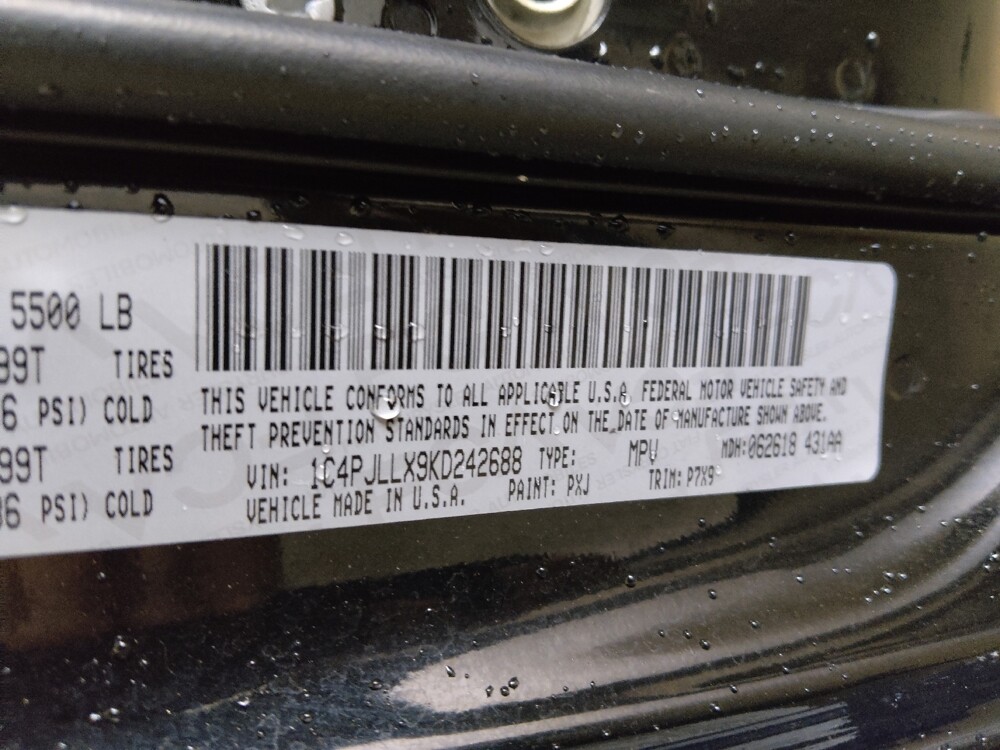 5500 LB
99T TIRES
6 PSI) COLD
99T TIRES
36 PSI) COLD
THIS VEHICLE CONFORMS TO ALL APPLICABLE U.S.A. FEDERAL MOTOR VEHICLE SAFETY AND
THEFT PREVENTION STANDARDS IN EFFECT ON THE DATE OF MANUFACTURE SHOWN ABOVE.
VIN: 1C4PJLLX9KD242688 TYPE: MPV MDH:062618 431AA
VEHICLE MADE IN U.S.A. PAINT: PXJ TRIM: P7X9